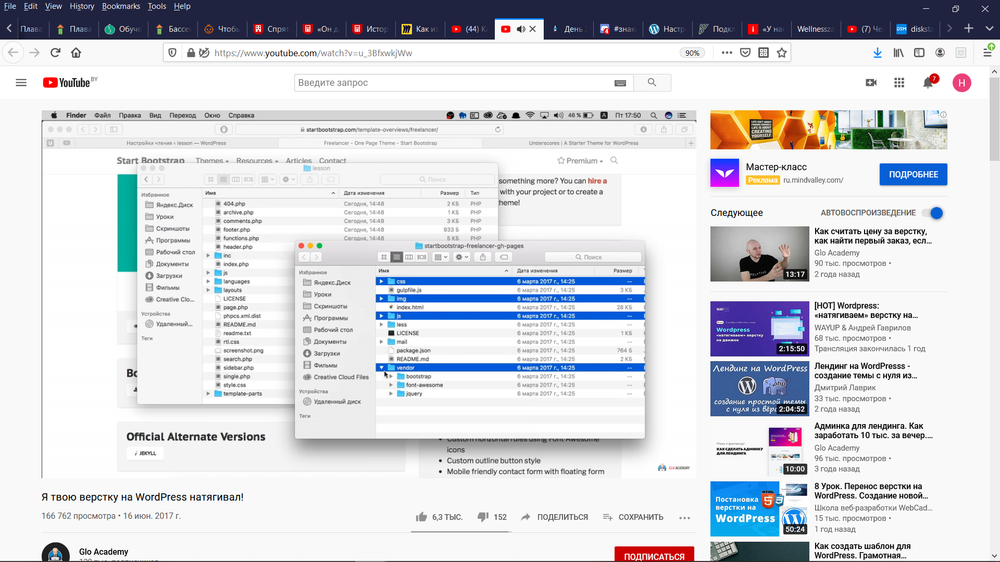 File Edit View History Bookmarks Tools Help
Плава Плава Обуче Бассе Чтобы Спрят «Он д Истор Как из (44) Ка День 2 #знак Настр Подкл «У нас Wellnessza (7) Че disksta
https://www.youtube.com/watch?v=u_3BfxwkjWw 90%
YouTube BY
Введите запрос
7
H
Finder Файл Правка Вид Переход Окно Справка 46 % A Пт 17:50
startbootstrap.com/template-overviews/freelancer/
Настройки чтения ‹ lesson — WordPress Freelancer - One Page Theme - Start Bootstrap Underscores | A Starter Theme for WordPress
Start Bootstrap Themes Resources Articles Contact Premium
something more? You can hire a
with your project or to create a
heme!
lesson
Поиск
Избранное
Яндекс.Диск
Уроки
Скриншоты
Программы
Рабочий стол
Документы
Загрузки
Фильмы
Creative Clo...
Устройства
Удаленный...
Теги
Имя Дата изменения Размер Тип
404.php Сегодня, 14:48 2 КБ PHP
archive.php Сегодня, 14:48 1 КБ PHP
comments.php Сегодня, 14:48 3 КБ PHP
footer.php Сегодня, 14:48 933 Б PHP
functions.php Сегодня, 14:48 5 КБ PHP
header.php
inc
index.php
js
languages
layouts
LICENSE
page.php
phpcs.xml.dist
README.md
readme.txt
rtl.css
screenshot.png
search.php
sidebar.php
single.php
style.css
template-parts
startbootstrap-freelancer-gh-pages
Поиск
Избранное
Яндекс.Диск
Уроки
Скриншоты
Программы
Рабочий стол
Документы
Загрузки
Фильмы
Creative Cloud Files
Устройства
Удаленный диск
Теги
Имя Дата изменения Размер
css 6 марта 2017 г., 14:25 --
gulpfile.js 6 марта 2017 г., 14:25 3 КБ
img 6 марта 2017 г., 14:25 --
index.html 6 марта 2017 г., 14:25 28 КБ
js 6 марта 2017 г., 14:25 --
less 6 марта 2017 г., 14:25 --
LICENSE 6 марта 2017 г., 14:25 1 КБ
mail 6 марта 2017 г., 14:25 --
package.json 6 марта 2017 г., 14:25 764 Б
README.md 6 марта 2017 г., 14:25 2 КБ
vendor 6 марта 2017 г., 14:25 --
bootstrap 6 марта 2017 г., 14:25 --
font-awesome 6 марта 2017 г., 14:25 --
jquery 6 марта 2017 г., 14:25 --
Bo
Official Alternate Versions
JEKYLL
Custom horizontal rules using Font Awesome
icons
Custom outline button style
Mobile friendly contact form with floating form
GLO ACADEMY
Я твою верстку на WordPress натягивал!
166 762 просмотра • 16 июн. 2017 г.
6,3 ТЫС. 152 ПОДЕЛИТЬСЯ СОХРАНИТЬ
Glo Academy
ПОДПИСАТЬСЯ
LIFE ISN'T ABOUT
FINDING YOURSELF.
LIFE IS ABOUT
CREATING
YOURSELF.
Мастер-класс
Реклама ru.mindvalley.com/
ПОДРОБНЕЕ
Следующее АВТОВОСПРОИЗВЕДЕНИЕ
RELATIVE
13:17
Как считать цену за верстку,
как найти первый заказ, есл...
Glo Academy
90 тыс. просмотров •
2 года назад
WAYUP
Wordpress
«натягиваем» верстку
на движок
2:15:50
[HOT] Wordpress:
«натягиваем» верстку на...
WAYUP & Андрей Гаврилов
68 тыс. просмотров •
Трансляция закончилась 1 год
Лендинг на WordPress
php
создание простой темы
с нуля из вёр
2:04:52
Лендинг на WordPresss -
создание темы с нуля из...
Дмитрий Лаврик
33 тыс. просмотров •
2 года назад
Мама, я фрилансер!
КАК СДЕЛАТЬ АДМИНКУ
ДЛЯ ЛЕНДИНГА
10:00
Админка для лендинга. Как
заработать 10 тыс. за вечер....
Glo Academy
96 тыс. просмотров •
3 года назад
Постановка
верстки на
WordPress
HTML
5 3
50:24
8 Урок. Перенос верстки на
WordPress. Создание новой...
Школа веб-разработки WebCad...
15 тыс. просмотров •
1 год назад
Как создать шаблон для
WordPress. Грамотная...